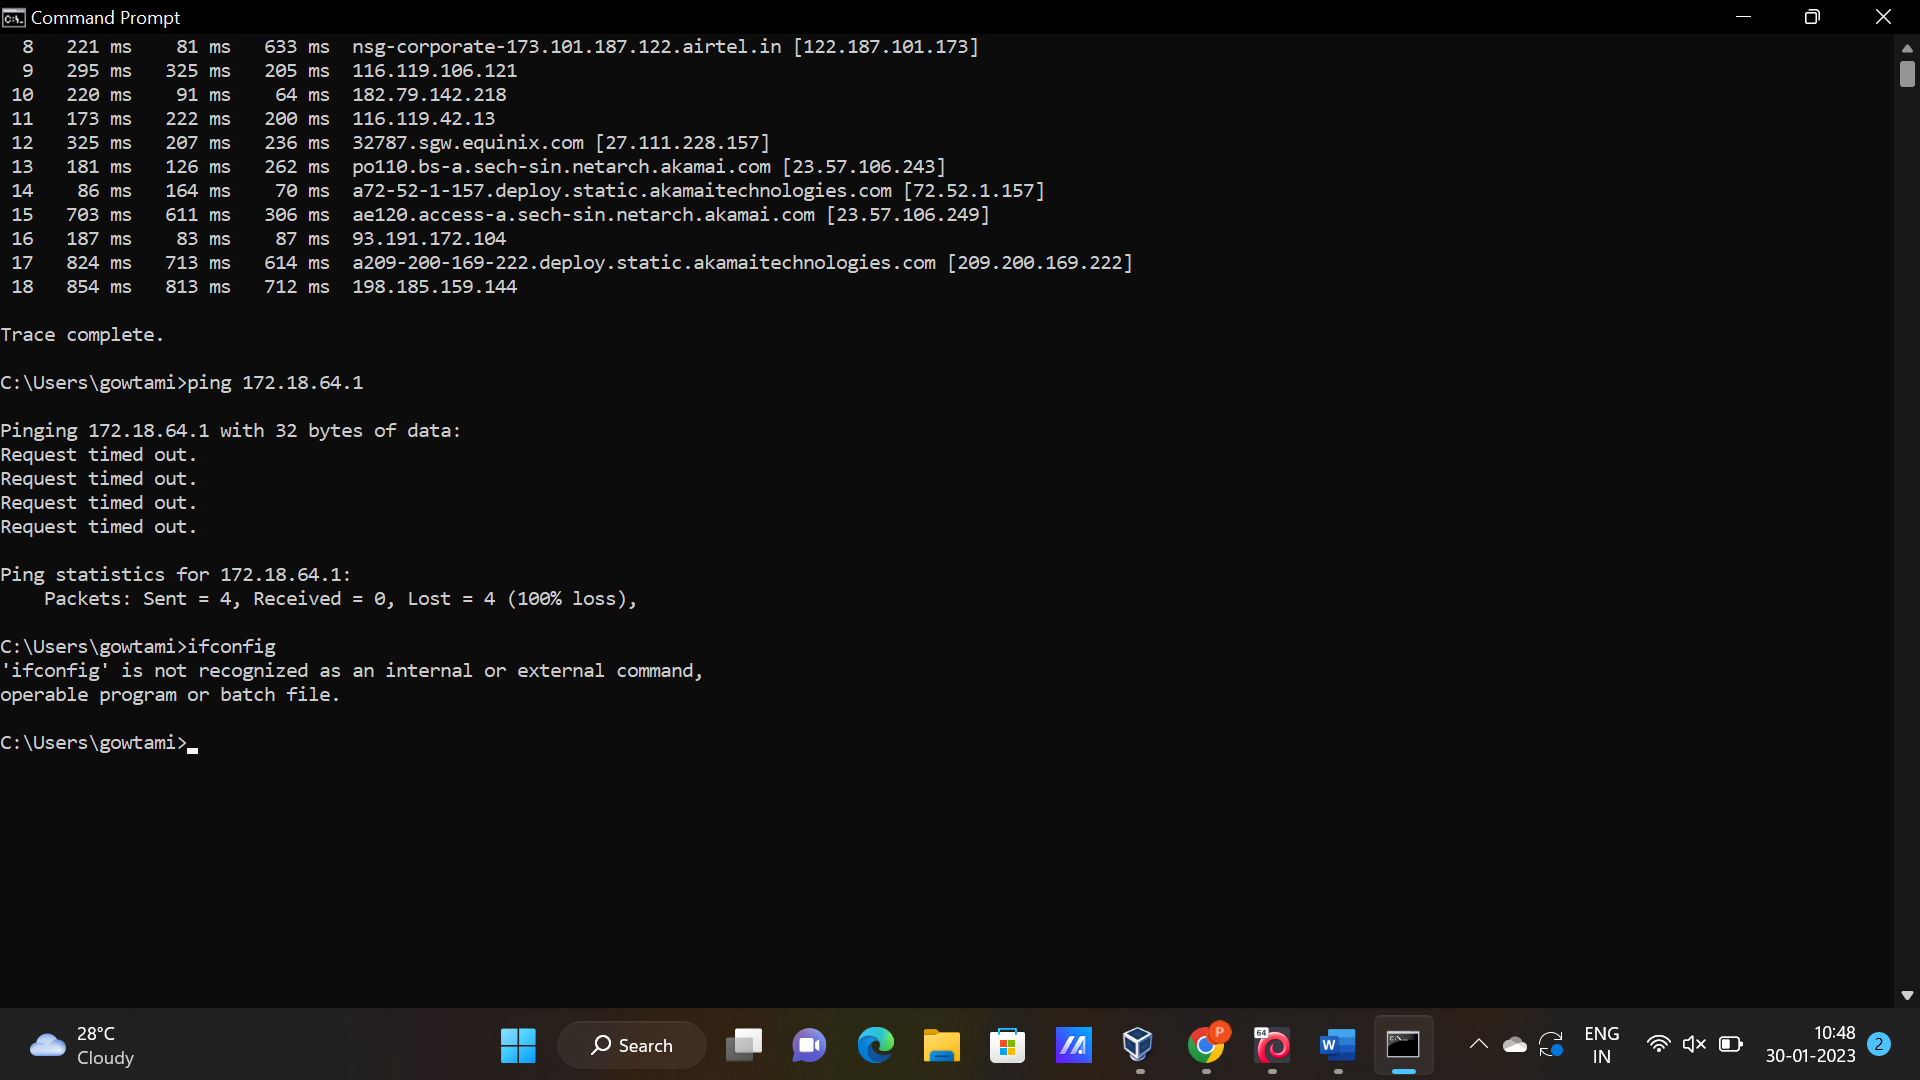 Command Prompt
8 221 ms 81 ms 633 ms nsg-corporate-173.101.187.122.airtel.in [122.187.101.173]
9 295 ms 325 ms 205 ms 116.119.106.121
10 220 ms 91 ms 64 ms 182.79.142.218
11 173 ms 222 ms 200 ms 116.119.42.13
12 325 ms 207 ms 236 ms 32787.sgw.equinix.com [27.111.228.157]
13 181 ms 126 ms 262 ms po110.bs-a.sech-sin.netarch.akamai.com [23.57.106.243]
14 86 ms 164 ms 70 ms a72-52-1-157.deploy.static.akamaitechnologies.com [72.52.1.157]
15 703 ms 611 ms 306 ms ae120.access-a.sech-sin.netarch.akamai.com [23.57.106.249]
16 187 ms 83 ms 87 ms 93.191.172.104
17 824 ms 713 ms 614 ms a209-200-169-222.deploy.static.akamaitechnologies.com [209.200.169.222]
18 854 ms 813 ms 712 ms 198.185.159.144
Trace complete.
C:\Users\gowtami>ping 172.18.64.1
Pinging 172.18.64.1 with 32 bytes of data:
Request timed out.
Request timed out.
Request timed out.
Request timed out.
Ping statistics for 172.18.64.1:
Packets: Sent = 4, Received = 0, Lost = 4 (100% loss),
C:\Users\gowtami>ifconfig
'ifconfig' is not recognized as an internal or external command,
operable program or batch file.
C:\Users\gowtami>
28°C
Cloudy
Search
P
64
W
ENG
IN
10:48
30-01-2023
2